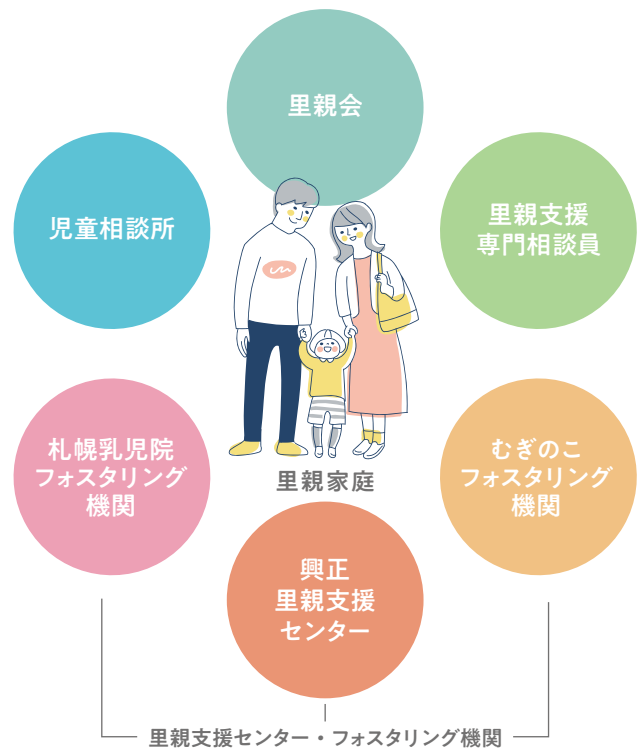 里親会
児童相談所
里親支援
専門相談員
里親家庭
札幌乳児院
フォスタリング
機関
むぎのこ
フォスタリング
機関
興正
里親支援
センター
里親支援センター・フォスタリング機関